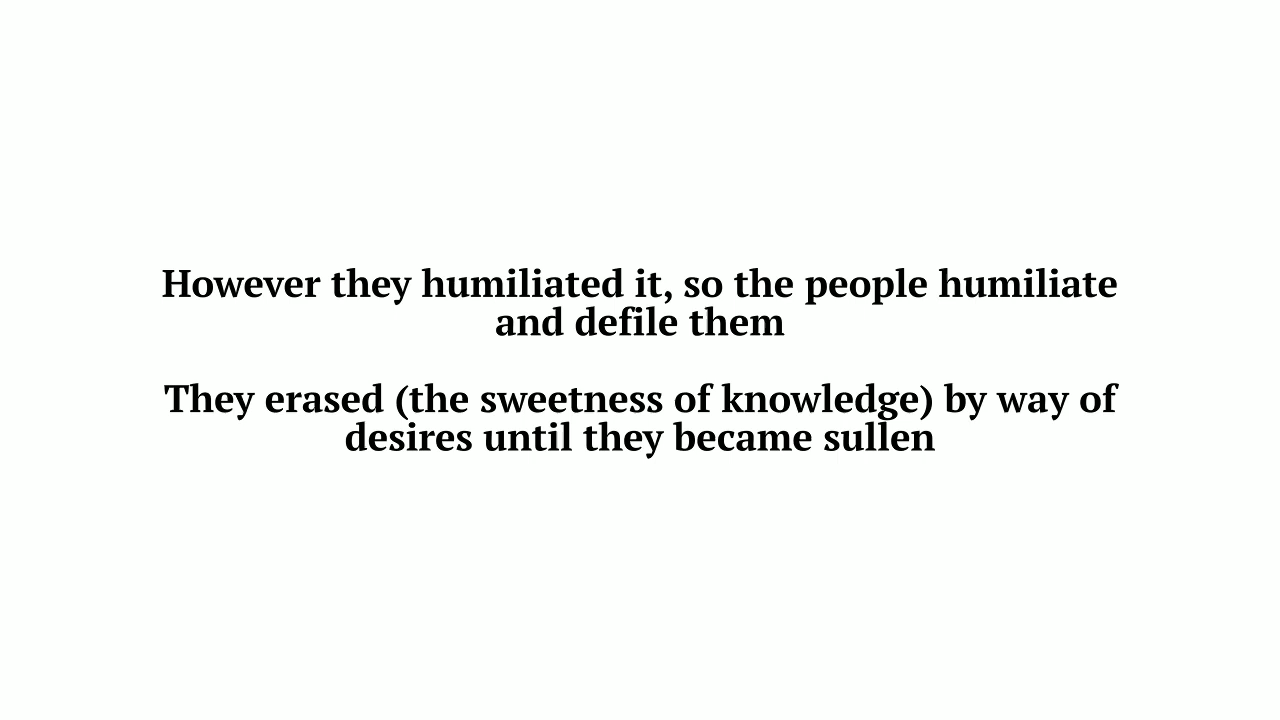 However they humiliated it, so the people humiliate
and defile them
They erased (the sweetness of knowledge) by way of
desires until they became sullen